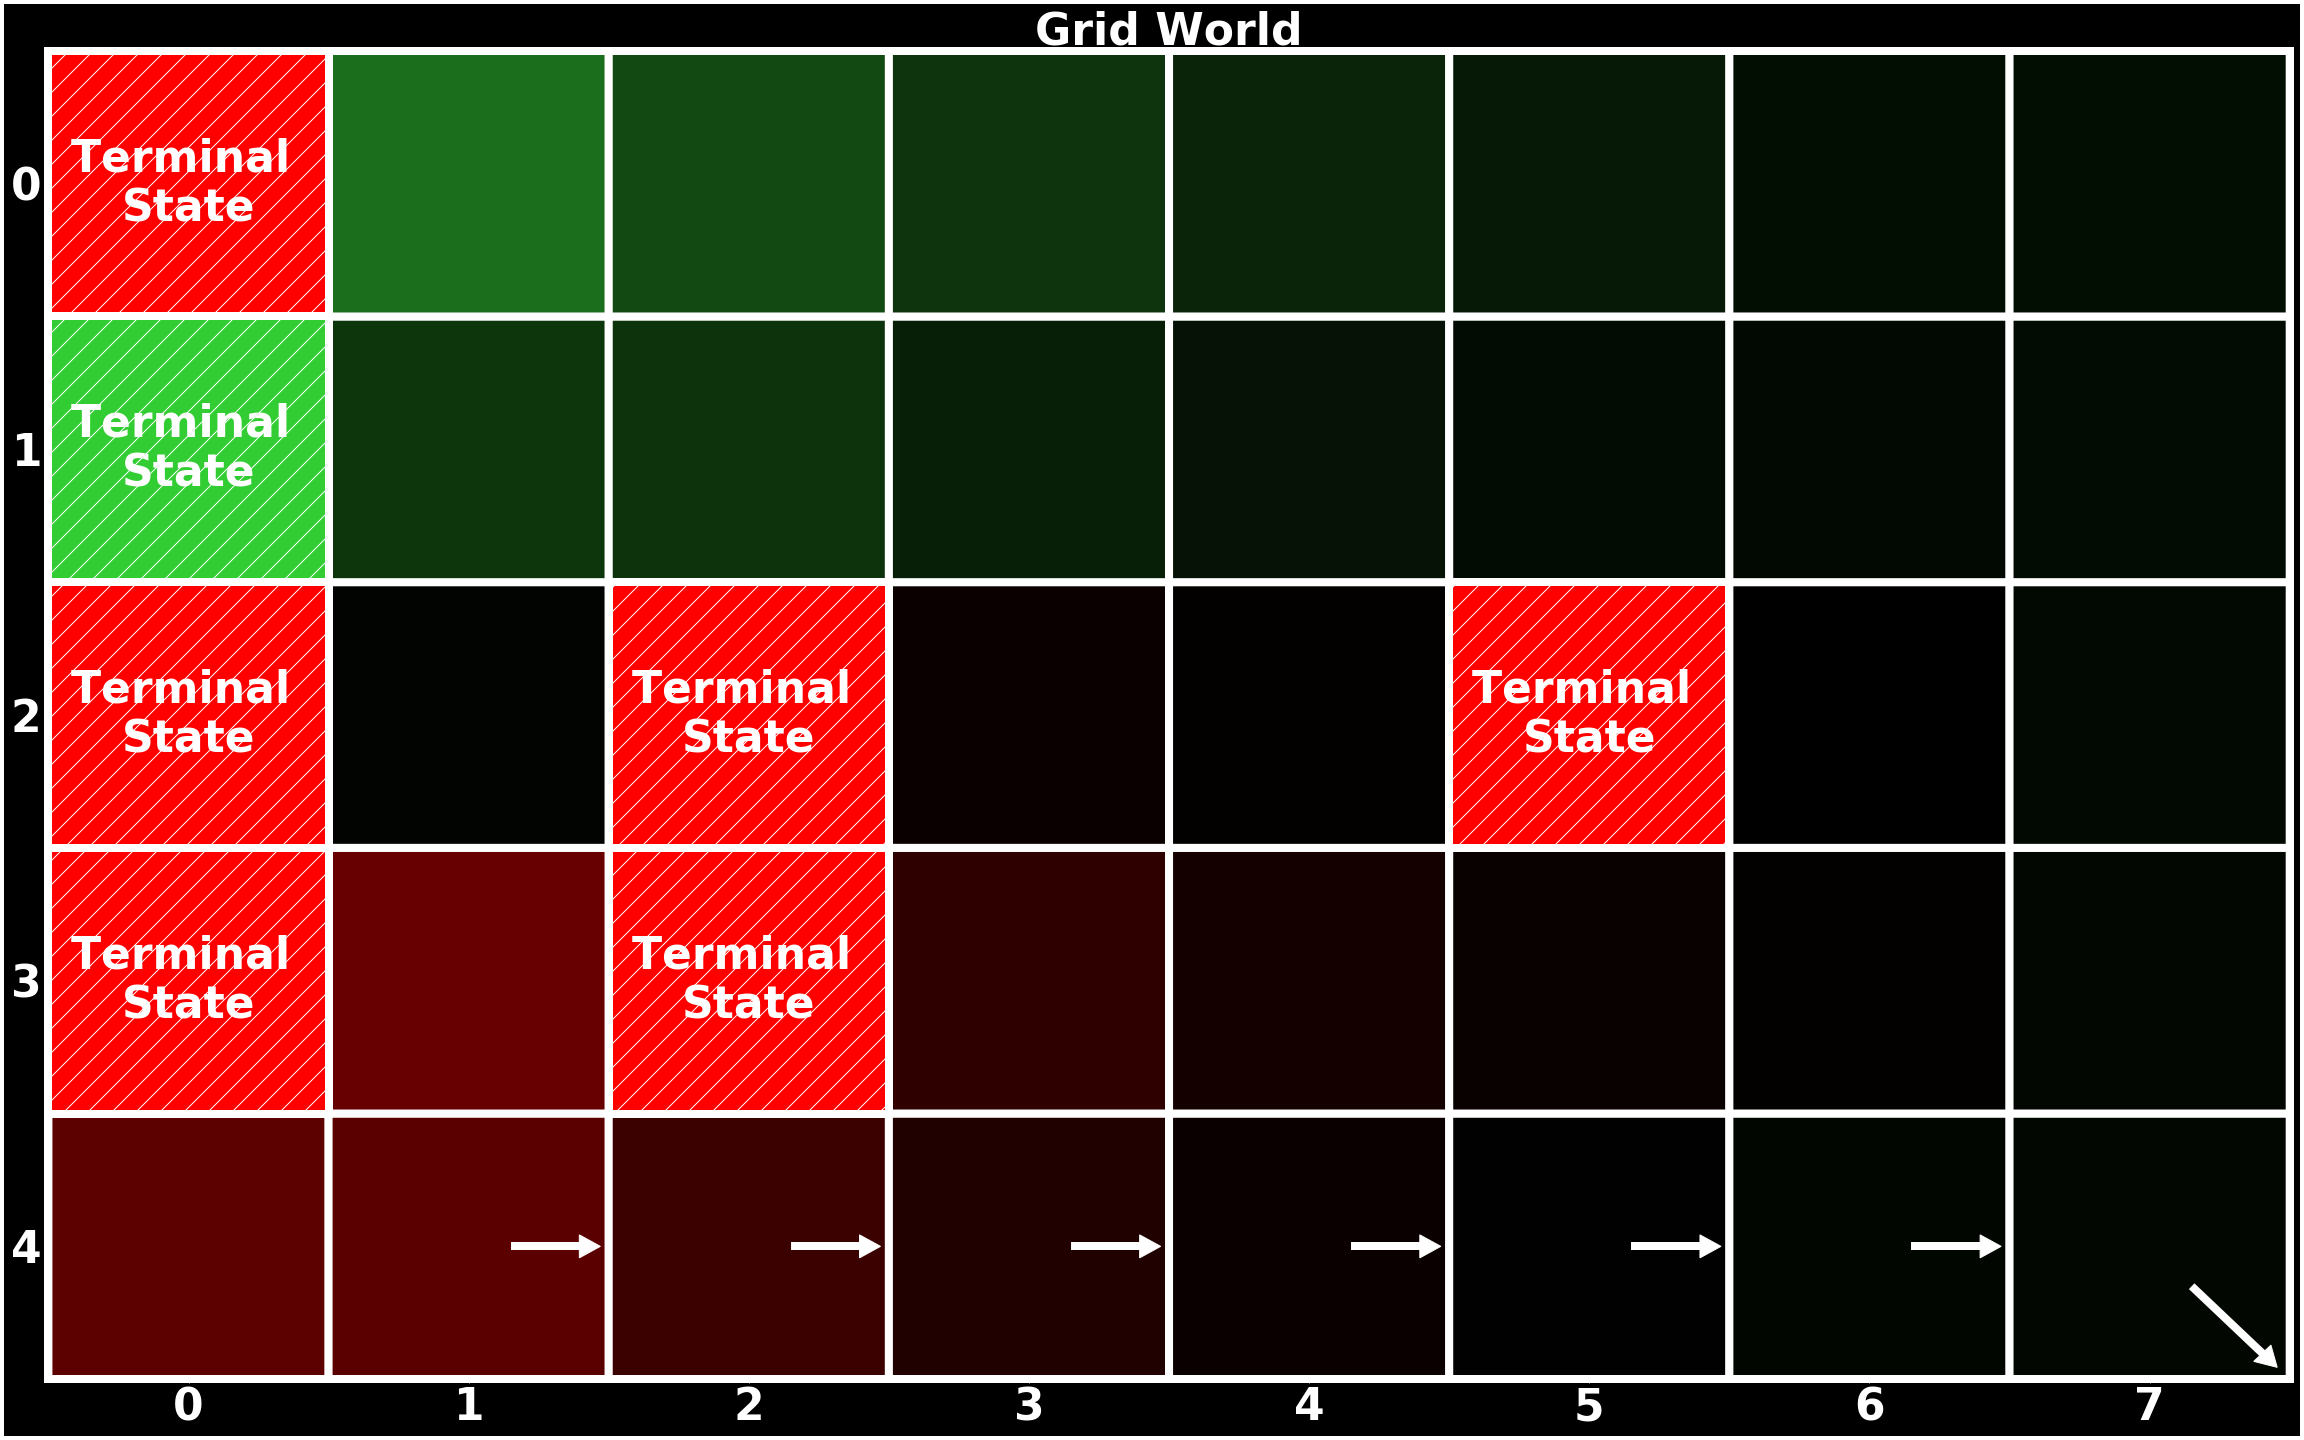 Grid World
0
Terminal
State
1
Terminal
State
2
Terminal
State
Terminal
State
Terminal
State
3
Terminal
State
Terminal
State
4
0 1 2 3 4 5 6 7